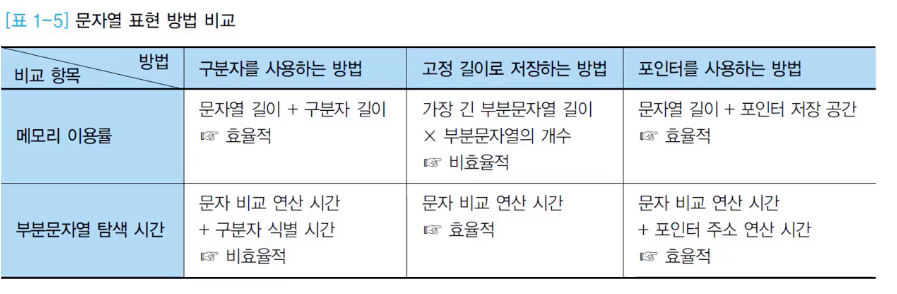 [표 1-5] 문자열 표현 방법 비교
방법
비교 항목
구분자를 사용하는 방법
고정 길이로 저장하는 방법
포인터를 사용하는 방법
메모리 이용률
문자열 길이 + 구분자 길이
☞ 효율적
가장 긴 부분문자열 길이
× 부분문자열의 개수
☞ 비효율적
문자열 길이 + 포인터 저장 공간
☞ 효율적
부분문자열 탐색 시간
문자 비교 연산 시간
+ 구분자 식별 시간
☞ 비효율적
문자 비교 연산 시간
☞ 효율적
문자 비교 연산 시간
+ 포인터 주소 연산 시간
☞ 효율적